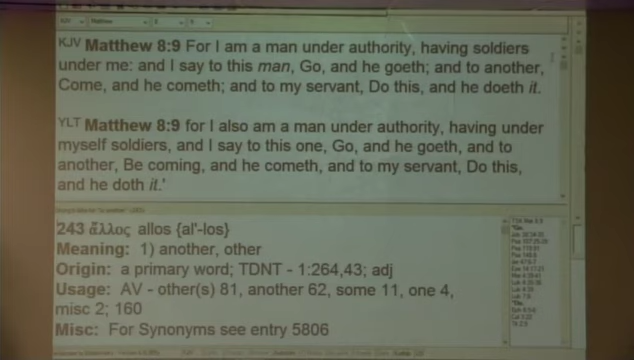 KJV Matthew 8:9 For I am a man under authority, having soldiers
under me: and I say to this man, Go, and he goeth; and to another,
Come, and he cometh; and to my servant, Do this, and he doeth it.
YLT Matthew 8:9 for I also am a man under authority, having under
myself soldiers, and I say to this one, Go, and he goeth, and to
another, Be coming, and he cometh, and to my servant, Do this,
and he doth it.'
243 ἄλλος allos {al'-los}
Meaning: 1) another, other
Origin: a primary word; TDNT - 1:264,43; adj
Usage: AV - other(s) 81, another 62, some 11, one 4,
misc 2; 160
Misc: For Synonyms see entry 5806